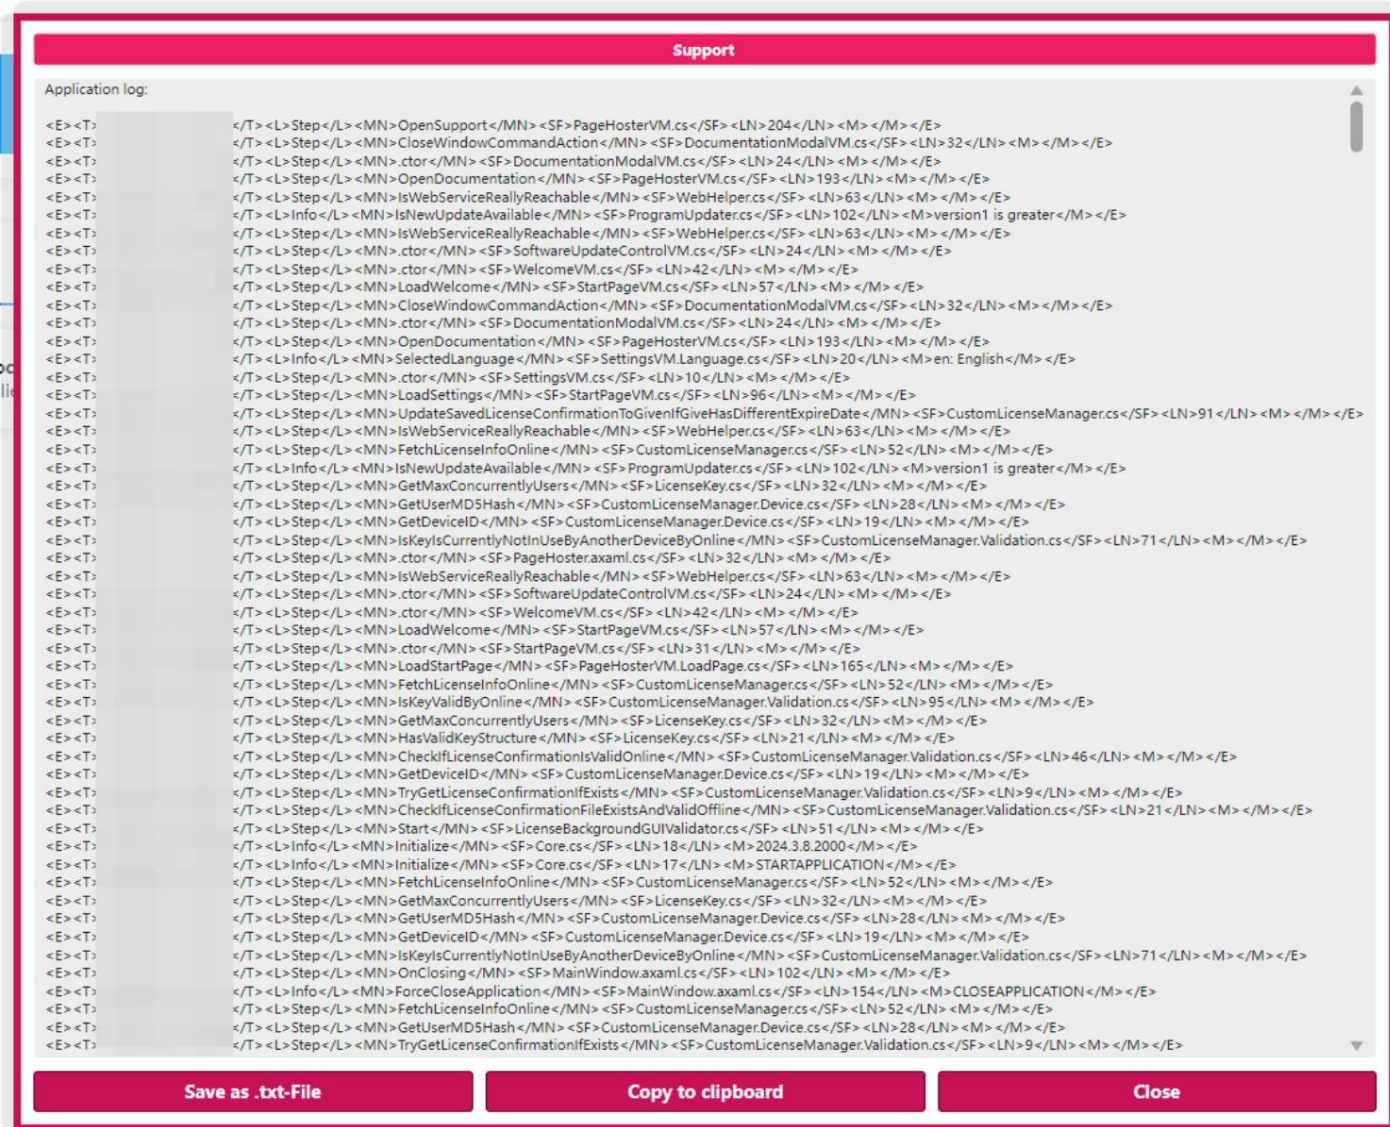 Support
Application log:
<E><T> </T><L>Step</L><MN>OpenSupport</MN><SF>PageHosterVM.cs</SF><LN>204</LN><M></M></E>
<E><T> </T><L>Step</L><MN>CloseWindowCommandAction</MN><SF>DocumentationModalVM.cs</SF><LN>32</LN><M></M></E>
<E><T> </T><L>Step</L><MN>.ctor</MN><SF>DocumentationModalVM.cs</SF><LN>24</LN><M></M></E>
<E><T> </T><L>Step</L><MN>OpenDocumentation</MN><SF>PageHosterVM.cs</SF><LN>193</LN><M></M></E>
<E><T> </T><L>Step</L><MN>IsWebServiceReallyReachable</MN><SF>WebHelper.cs</SF><LN>63</LN><M></M></E>
<E><T> </T><L>Info</L><MN>IsNewUpdateAvailable</MN><SF>ProgramUpdater.cs</SF><LN>102</LN><M>version1 is greater</M></E>
<E><T> </T><L>Step</L><MN>IsWebServiceReallyReachable</MN><SF>WebHelper.cs</SF><LN>63</LN><M></M></E>
<E><T> </T><L>Step</L><MN>.ctor</MN><SF>SoftwareUpdateControlVM.cs</SF><LN>24</LN><M></M></E>
<E><T> </T><L>Step</L><MN>.ctor</MN><SF>WelcomeVM.cs</SF><LN>42</LN><M></M></E>
<E><T> </T><L>Step</L><MN>LoadWelcome</MN><SF>StartPageVM.cs</SF><LN>57</LN><M></M></E>
<E><T> </T><L>Step</L><MN>CloseWindowCommandAction</MN><SF>DocumentationModalVM.cs</SF><LN>32</LN><M></M></E>
<E><T> </T><L>Step</L><MN>.ctor</MN><SF>DocumentationModalVM.cs</SF><LN>24</LN><M></M></E>
<E><T> </T><L>Step</L><MN>OpenDocumentation</MN><SF>PageHosterVM.cs</SF><LN>193</LN><M></M></E>
<E><T> </T><L>Info</L><MN>SelectedLanguage</MN><SF>SettingsVM.Language.cs</SF><LN>20</LN><M>en: English</M></E>
<E><T> </T><L>Step</L><MN>.ctor</MN><SF>SettingsVM.cs</SF><LN>10</LN><M></M></E>
<E><T> </T><L>Step</L><MN>LoadSettings</MN><SF>StartPageVM.cs</SF><LN>96</LN><M></M></E>
<E><T> </T><L>Step</L><MN>UpdateSavedLicenseConfirmationToGivenIfGiveHasDifferentExpireDate</MN><SF>CustomLicenseManager.cs</SF><LN>91</LN><M></M></E>
<E><T> </T><L>Step</L><MN>IsWebServiceReallyReachable</MN><SF>WebHelper.cs</SF><LN>63</LN><M></M></E>
<E><T> </T><L>Step</L><MN>FetchLicenseInfoOnline</MN><SF>CustomLicenseManager.cs</SF><LN>52</LN><M></M></E>
<E><T> </T><L>Info</L><MN>IsNewUpdateAvailable</MN><SF>ProgramUpdater.cs</SF><LN>102</LN><M>version1 is greater</M></E>
<E><T> </T><L>Step</L><MN>GetMaxConcurrentlyUsers</MN><SF>LicenseKey.cs</SF><LN>32</LN><M></M></E>
<E><T> </T><L>Step</L><MN>GetUserMD5Hash</MN><SF>CustomLicenseManager.Device.cs</SF><LN>28</LN><M></M></E>
<E><T> </T><L>Step</L><MN>GetDeviceID</MN><SF>CustomLicenseManager.Device.cs</SF><LN>19</LN><M></M></E>
<E><T> </T><L>Step</L><MN>IsKeyIsCurrentlyNotInUseByAnotherDeviceByOnline</MN><SF>CustomLicenseManager.Validation.cs</SF><LN>71</LN><M></M></E>
<E><T> </T><L>Step</L><MN>.ctor</MN><SF>PageHoster.axaml.cs</SF><LN>32</LN><M></M></E>
<E><T> </T><L>Step</L><MN>IsWebServiceReallyReachable</MN><SF>WebHelper.cs</SF><LN>63</LN><M></M></E>
<E><T> </T><L>Step</L><MN>.ctor</MN><SF>SoftwareUpdateControlVM.cs</SF><LN>24</LN><M></M></E>
<E><T> </T><L>Step</L><MN>.ctor</MN><SF>WelcomeVM.cs</SF><LN>42</LN><M></M></E>
<E><T> </T><L>Step</L><MN>LoadWelcome</MN><SF>StartPageVM.cs</SF><LN>57</LN><M></M></E>
<E><T> </T><L>Step</L><MN>.ctor</MN><SF>StartPageVM.cs</SF><LN>31</LN><M></M></E>
<E><T> </T><L>Step</L><MN>LoadStartPage</MN><SF>PageHosterVM.LoadPage.cs</SF><LN>165</LN><M></M></E>
<E><T> </T><L>Step</L><MN>FetchLicenseInfoOnline</MN><SF>CustomLicenseManager.cs</SF><LN>52</LN><M></M></E>
<E><T> </T><L>Step</L><MN>IsKeyValidByOnline</MN><SF>CustomLicenseManager.Validation.cs</SF><LN>95</LN><M></M></E>
<E><T> </T><L>Step</L><MN>GetMaxConcurrentlyUsers</MN><SF>LicenseKey.cs</SF><LN>32</LN><M></M></E>
<E><T> </T><L>Step</L><MN>HasValidKeyStructure</MN><SF>LicenseKey.cs</SF><LN>21</LN><M></M></E>
<E><T> </T><L>Step</L><MN>CheckIfLicenseConfirmationIsValidOnline</MN><SF>CustomLicenseManager.Validation.cs</SF><LN>46</LN><M></M></E>
<E><T> </T><L>Step</L><MN>GetDeviceID</MN><SF>CustomLicenseManager.Device.cs</SF><LN>19</LN><M></M></E>
<E><T> </T><L>Step</L><MN>TryGetLicenseConfirmationIfExists</MN><SF>CustomLicenseManager.Validation.cs</SF><LN>9</LN><M></M></E>
<E><T> </T><L>Step</L><MN>CheckIfLicenseConfirmationFileExistsAndValidOffline</MN><SF>CustomLicenseManager.Validation.cs</SF><LN>21</LN><M></M></E>
<E><T> </T><L>Step</L><MN>Start</MN><SF>LicenseBackgroundGUIValidator.cs</SF><LN>51</LN><M></M></E>
<E><T> </T><L>Info</L><MN>Initialize</MN><SF>Core.cs</SF><LN>18</LN><M>2024.3.8.2000</M></E>
<E><T> </T><L>Info</L><MN>Initialize</MN><SF>Core.cs</SF><LN>17</LN><M>STARTAPPLICATION</M></E>
<E><T> </T><L>Step</L><MN>FetchLicenseInfoOnline</MN><SF>CustomLicenseManager.cs</SF><LN>52</LN><M></M></E>
<E><T> </T><L>Step</L><MN>GetMaxConcurrentlyUsers</MN><SF>LicenseKey.cs</SF><LN>32</LN><M></M></E>
<E><T> </T><L>Step</L><MN>GetUserMD5Hash</MN><SF>CustomLicenseManager.Device.cs</SF><LN>28</LN><M></M></E>
<E><T> </T><L>Step</L><MN>GetDeviceID</MN><SF>CustomLicenseManager.Device.cs</SF><LN>19</LN><M></M></E>
<E><T> </T><L>Step</L><MN>IsKeyIsCurrentlyNotInUseByAnotherDeviceByOnline</MN><SF>CustomLicenseManager.Validation.cs</SF><LN>71</LN><M></M></E>
<E><T> </T><L>Step</L><MN>OnClosing</MN><SF>MainWindow.axaml.cs</SF><LN>102</LN><M></M></E>
<E><T> </T><L>Info</L><MN>ForceCloseApplication</MN><SF>MainWindow.axaml.cs</SF><LN>154</LN><M>CLOSEAPPLICATION</M></E>
<E><T> </T><L>Step</L><MN>FetchLicenseInfoOnline</MN><SF>CustomLicenseManager.cs</SF><LN>52</LN><M></M></E>
<E><T> </T><L>Step</L><MN>GetUserMD5Hash</MN><SF>CustomLicenseManager.Device.cs</SF><LN>28</LN><M></M></E>
<E><T> </T><L>Step</L><MN>TryGetLicenseConfirmationIfExists</MN><SF>CustomLicenseManager.Validation.cs</SF><LN>9</LN><M></M></E>
Save as .txt-File
Copy to clipboard
Close